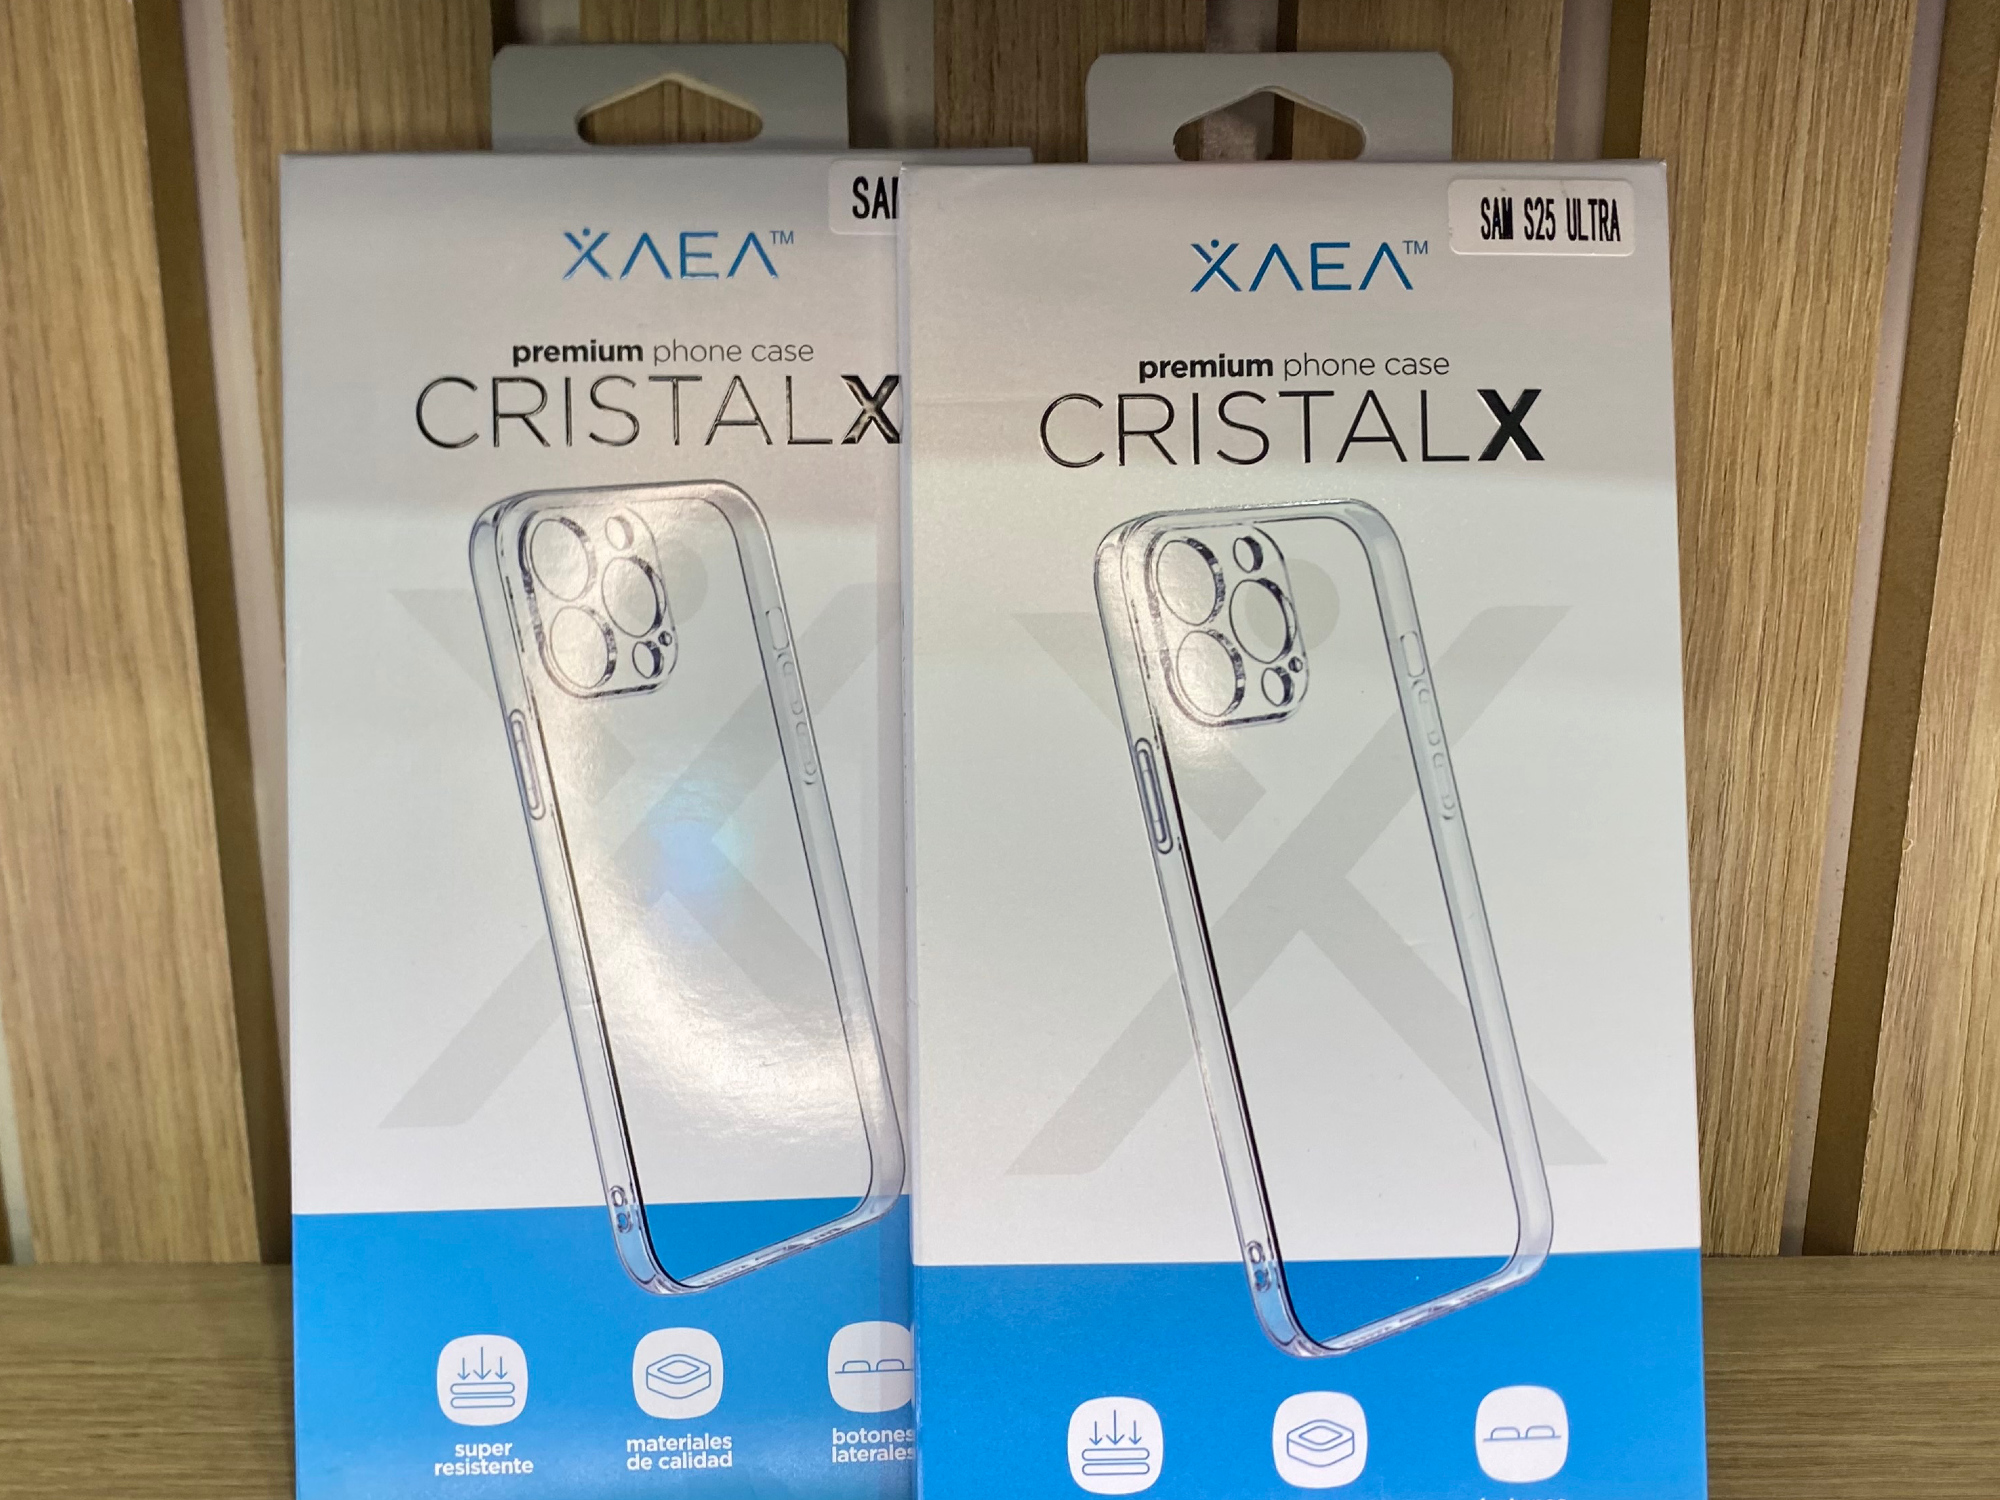 XAEA™
premium phone case
CRISTALX
super
resistente
materiales
de calidad
botones
laterales
SAM S25 ULTRA
XAEA™
premium phone case
CRISTALX